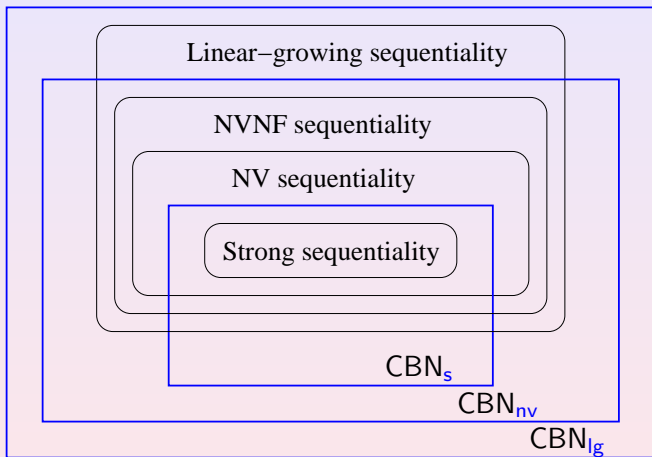 Linear–growing sequentiality
NVNF sequentiality
NV sequentiality
Strong sequentiality
CBNs
CBNnv
CBNlg